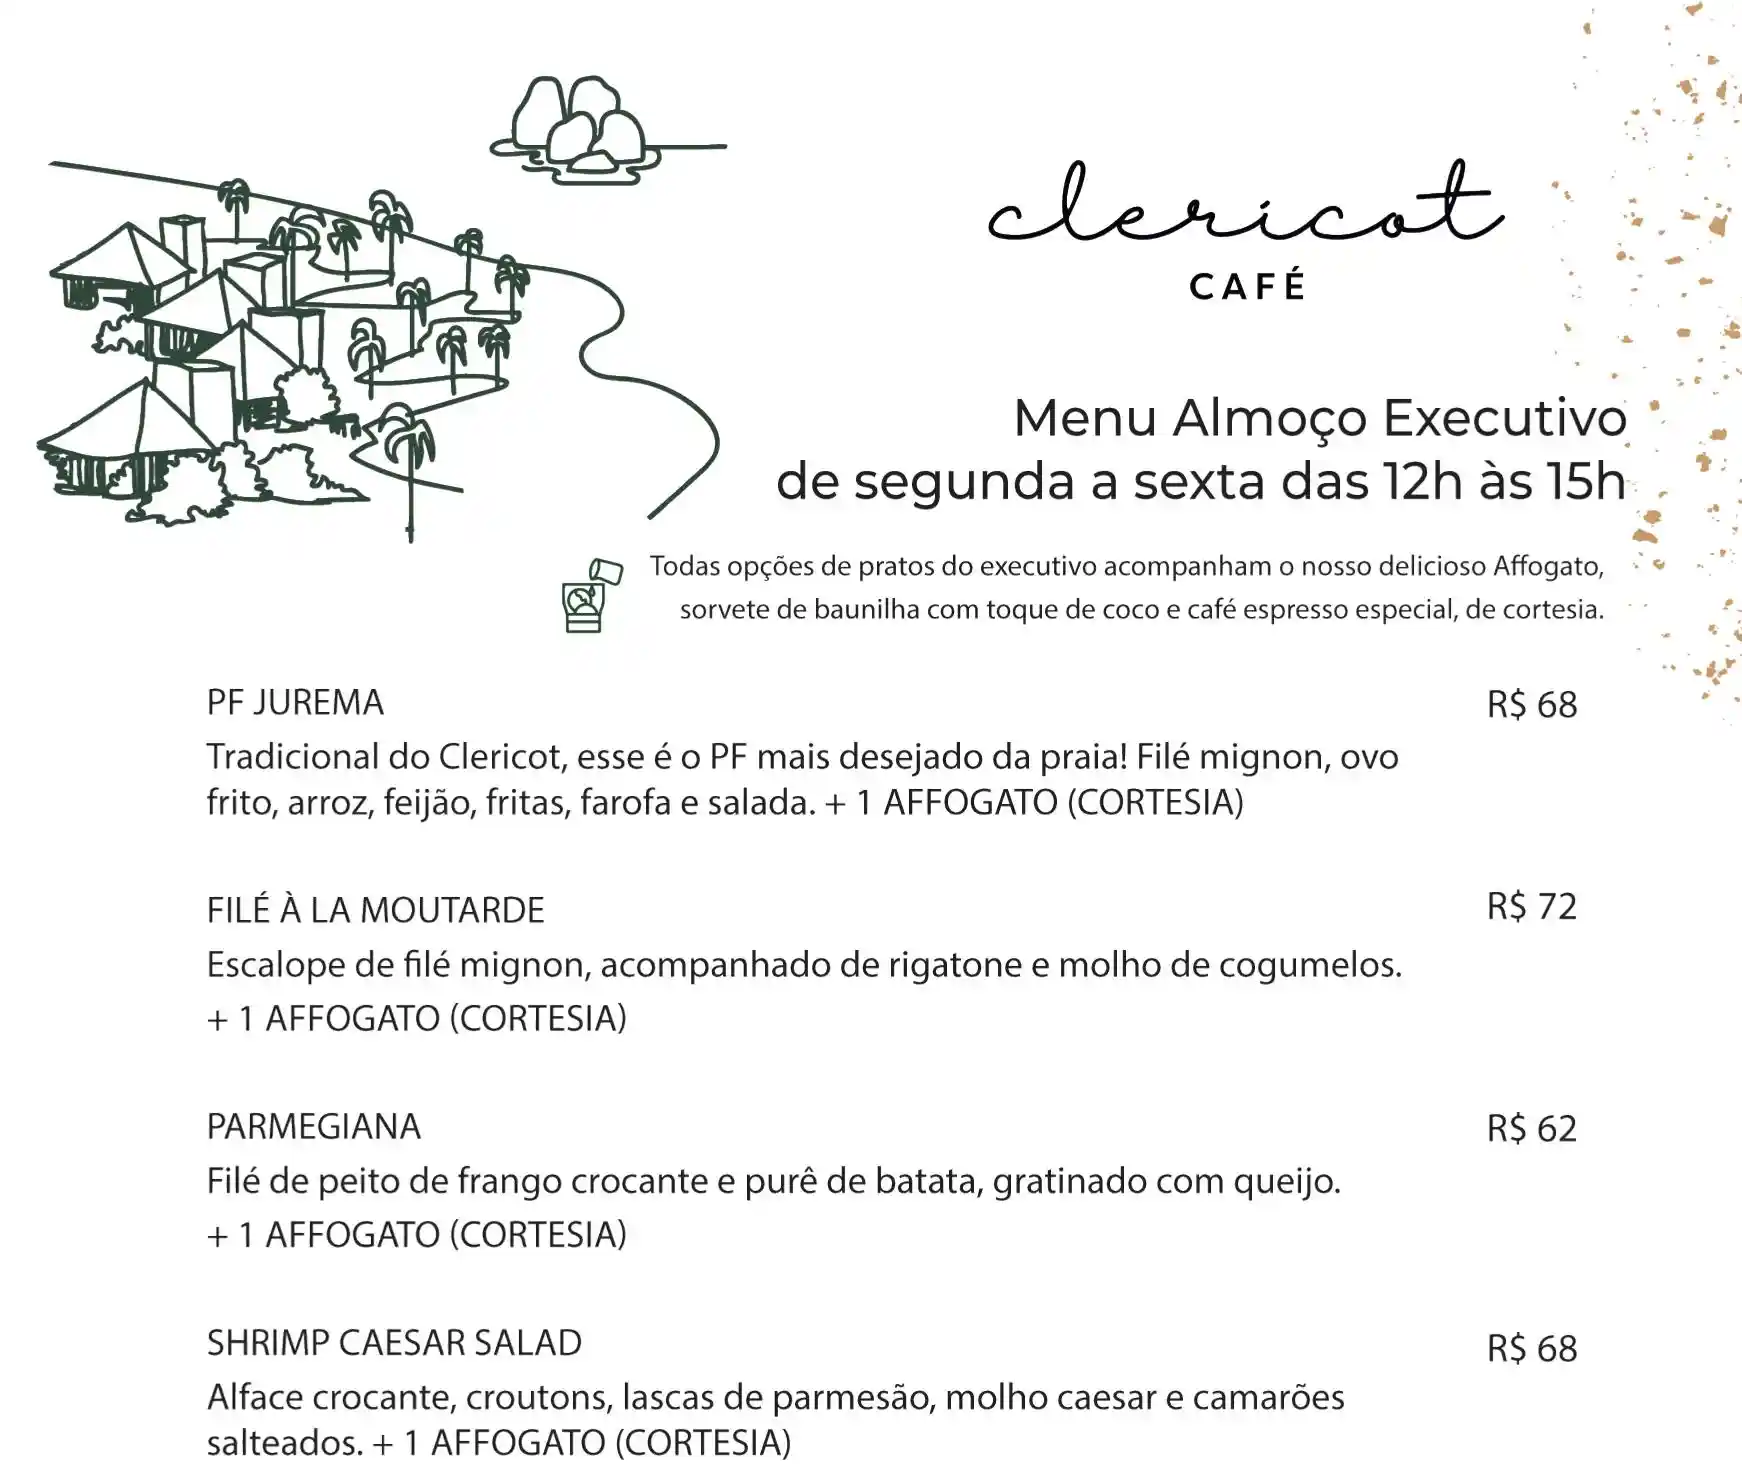 clericot
CAFÉ
Menu Almoço Executivo
de segunda a sexta das 12h às 15h
Todas opções de pratos do executivo acompanham o nosso delicioso Affogato,
sorvete de baunilha com toque de coco e café espresso especial, de cortesia.
PF JUREMA R$ 68
Tradicional do Clericot, esse é o PF mais desejado da praia! Filé mignon, ovo
frito, arroz, feijão, fritas, farofa e salada. + 1 AFFOGATO (CORTESIA)
FILÉ À LA MOUTARDE R$ 72
Escalope de filé mignon, acompanhado de rigatone e molho de cogumelos.
+ 1 AFFOGATO (CORTESIA)
PARMEGIANA R$ 62
Filé de peito de frango crocante e purê de batata, gratinado com queijo.
+ 1 AFFOGATO (CORTESIA)
SHRIMP CAESAR SALAD R$ 68
Alface crocante, croutons, lascas de parmesão, molho caesar e camarões
salteados. + 1 AFFOGATO (CORTESIA)